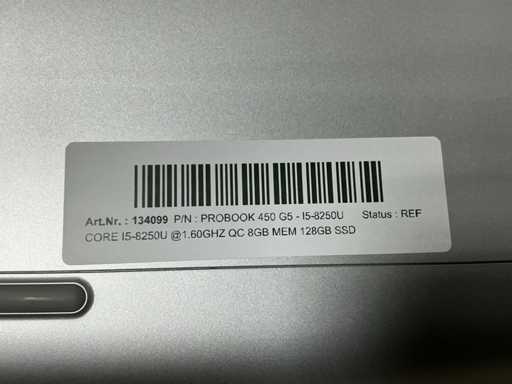 Art.Nr. : 134099 P/N : PROBOOK 450 G5 - I5-8250U Status : REF
CORE I5-8250U @1.60GHZ QC 8GB MEM 128GB SSD